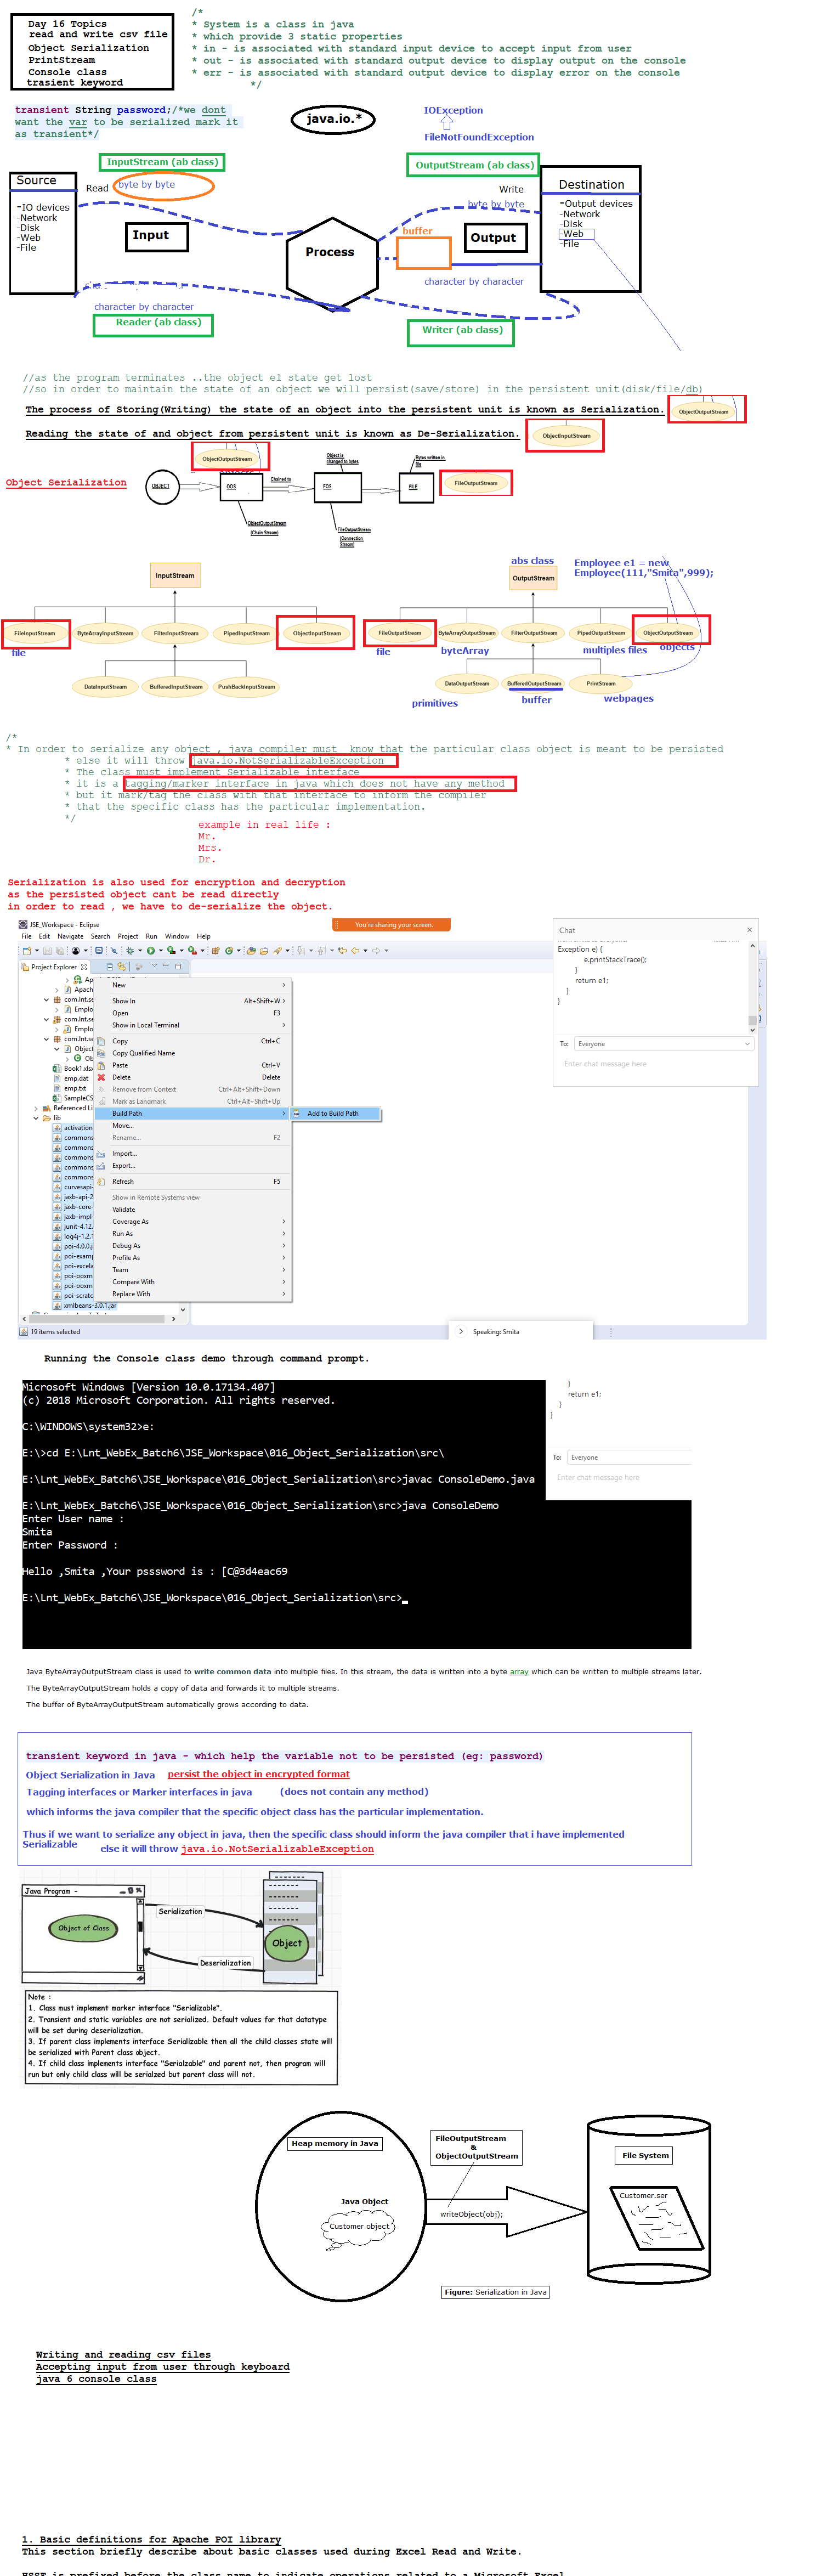 Day 16 Topics
read and write csv file
Object Serialization
PrintStream
Console class
trasient keyword
/*
* System is a class in java
* which provide 3 static properties
* in - is associated with standard input device to accept input from user
* out - is associated with standard output device to display output on the console
* err - is associated with standard output device to display error on the console
*/
transient String password;/*we dont
want the var to be serialized mark it
as transient*/
java.io.*
IOException
FileNotFoundException
InputStream (ab class)
OutputStream (ab class)
Source
Read
byte by byte
Write
byte by byte
Destination
-IO devices
-Network
-Disk
-Web
-File
Input
Process
buffer
Output
-Output devices
-Network
-Disk
-Web
-File
character by character
character by character
Reader (ab class)
Writer (ab class)
//as the program terminates ..the object e1 state get lost
//so in order to maintain the state of an object we will persist(save/store) in the persistent unit(disk/file/db)
The process of Storing(Writing) the state of an object into the persistent unit is known as Serialization.
ObjectOutputStream
Reading the state of and object from persistent unit is known as De-Serialization.
ObjectInputStream
ObjectOutputStream
Object is
changed to bytes
Bytes written in
file
Object Serialization
OBJECT
OOS
Chained to
FOS
FILE
FileOutputStream
ObjectOutputStream
(Chain Stream)
FileOutputStream
(Connection
Stream)
abs class
Employee e1 = new
Employee(111,"Smita",999);
InputStream
OutputStream
FileInputStream
ByteArrayInputStream
FilterInputStream
PipedInputStream
ObjectInputStream
FileOutputStream
ByteArrayOutputStream
FilterOutputStream
PipedOutputStream
ObjectOutputStream
file
file
byteArray
multiples files
objects
DataInputStream
BufferedInputStream
PushBackInputStream
DataOutputStream
BufferedOutputStream
PrintStream
primitives
buffer
webpages
/*
* In order to serialize any object , java compiler must know that the particular class object is meant to be persisted
* else it will throw java.io.NotSerializableException
* The class must implement Serializable interface
* it is a tagging/marker interface in java which does not have any method
* but it mark/tag the class with that interface to inform the compiler
* that the specific class has the particular implementation.
*/
example in real life :
Mr.
Mrs.
Dr.
Serialization is also used for encryption and decryption
as the persisted object cant be read directly
in order to read , we have to de-serialize the object.
JSE_Workspace - Eclipse
You're sharing your screen.
File Edit Navigate Search Project Run Window Help
Project Explorer
Apach
com.lnt.se
Emplo
com.lnt.se
Emplo
com.lnt.se
Object
Ob
Book1.xlsx
emp.dat
emp.txt
SampleCS
Referenced Li
lib
activation
commons
commons
commons
commons
commons
curvesapi-
jaxb-api-2
jaxb-core-
jaxb-impl-
junit-4.12.
log4j-1.2.1
poi-4.0.0.j
poi-examp
poi-excela
poi-ooxm
poi-ooxm
poi-scratc
xmlbeans-3.0.1.jar
19 items selected
New
Show In Alt+Shift+W
Open F3
Show in Local Terminal
Copy Ctrl+C
Copy Qualified Name
Paste Ctrl+V
Delete Delete
Remove from Context Ctrl+Alt+Shift+Down
Mark as Landmark Ctrl+Alt+Shift+Up
Build Path
Add to Build Path
Move...
Rename... F2
Import...
Export...
Refresh F5
Show in Remote Systems view
Validate
Coverage As
Run As
Debug As
Profile As
Team
Compare With
Replace With
Chat
Exception e) {
e.printStackTrace();
}
return e1;
}
}
To: Everyone
Enter chat message here
Speaking: Smita
Running the Console class demo through command prompt.
Microsoft Windows [Version 10.0.17134.407]
(c) 2018 Microsoft Corporation. All rights reserved.
C:\WINDOWS\system32>e:
E:\>cd E:\Lnt_WebEx_Batch6\JSE_Workspace\016_Object_Serialization\src\
E:\Lnt_WebEx_Batch6\JSE_Workspace\016_Object_Serialization\src>javac ConsoleDemo.java
E:\Lnt_WebEx_Batch6\JSE_Workspace\016_Object_Serialization\src>java ConsoleDemo
Enter User name :
Smita
Enter Password :
Hello ,Smita ,Your psssword is : [C@3d4eac69
E:\Lnt_WebEx_Batch6\JSE_Workspace\016_Object_Serialization\src>
}
return e1;
}
}
To: Everyone
Enter chat message here
Java ByteArrayOutputStream class is used to write common data into multiple files. In this stream, the data is written into a byte array which can be written to multiple streams later.
The ByteArrayOutputStream holds a copy of data and forwards it to multiple streams.
The buffer of ByteArrayOutputStream automatically grows according to data.
transient keyword in java - which help the variable not to be persisted (eg: password)
Object Serialization in Java persist the object in encrypted format
Tagging interfaces or Marker interfaces in java (does not contain any method)
which informs the java compiler that the specific object class has the particular implementation.
Thus if we want to serialize any object in java, then the specific class should inform the java compiler that i have implemented
Serializable
else it will throw java.io.NotSerializableException
Java Program -
Serialization
Object of Class
Object
Deserialization
Note :
1. Class must implement marker interface "Serializable".
2. Transient and static variables are not serialized. Default values for that datatype
will be set during deserialization.
3. If parent class implements interface Serializable then all the child classes state will
be serialized with Parent class object.
4. If child class implements interface "Serialzable" and parent not, then program will
run but only child class will be serialzed but parent class will not.
Heap memory in Java
FileOutputStream
&
ObjectOutputStream
File System
Java Object
Customer object
writeObject(obj);
Customer.ser
Figure: Serialization in Java
Writing and reading csv files
Accepting input from user through keyboard
java 6 console class
1. Basic definitions for Apache POI library
This section briefly describe about basic classes used during Excel Read and Write.
HSSF is prefixed before the class name to indicate operations related to a Microsoft Excel